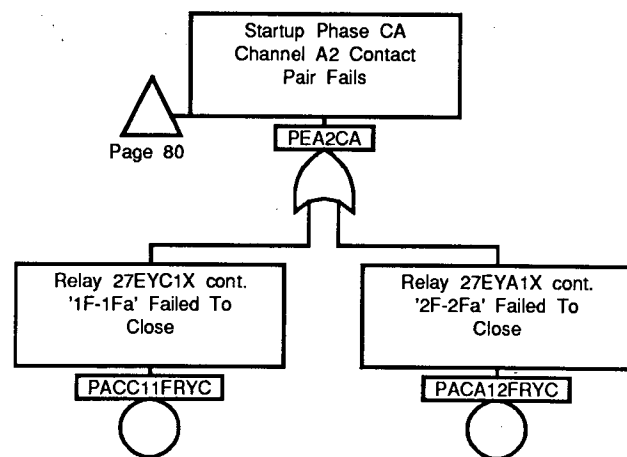 Startup Phase CA
Channel A2 Contact
Pair Fails
Page 80
PEA2CA
Relay 27EYC1X cont.
'1F-1Fa' Failed To
Close
Relay 27EYA1X cont.
'2F-2Fa' Failed To
Close
PACC11FRYC
PACA12FRYC